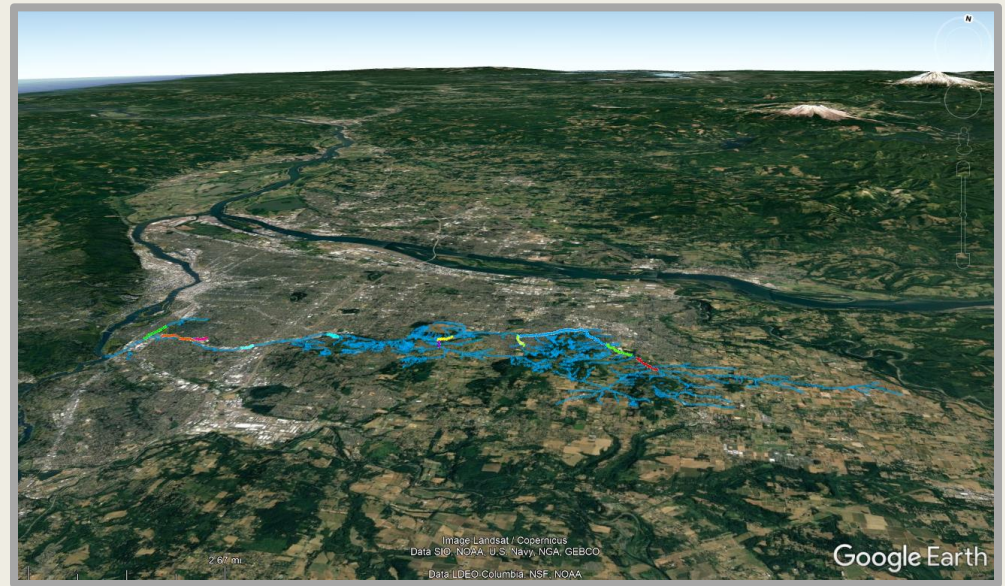 N
2.67 mi
Image Landsat / Copernicus
Data SIO, NOAA, U.S. Navy, NGA, GEBCO
Data LDEO-Columbia, NSF, NOAA
Google Earth